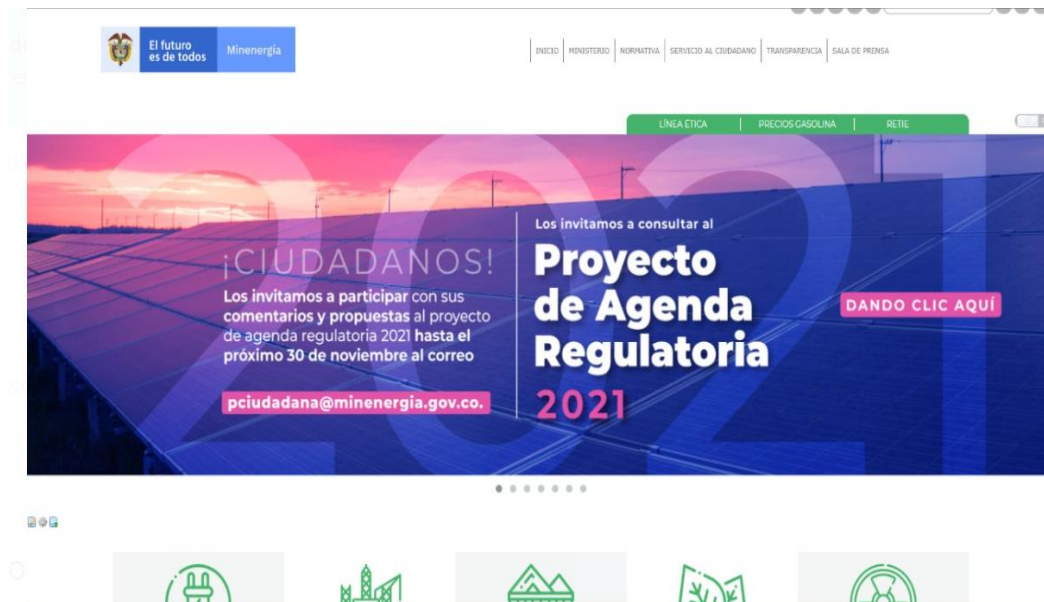 El futuro
es de todos
Minenergía
INICIO
MINISTERIO
NORMATIVA
SERVICIO AL CIUDADANO
TRANSPARENCIA
SALA DE PRENSA
LÍNEA ÉTICA
PRECIOS GASOLINA
RETIE
2021
¡CIUDADANOS!
Los invitamos a participar con sus
comentarios y propuestas al proyecto
de agenda regulatoria 2021 hasta el
próximo 30 de noviembre al correo
pciudadana@minenergia.gov.co.
Los invitamos a consultar al
Proyecto
de Agenda
Regulatoria
2021
DANDO CLIC AQUÍ